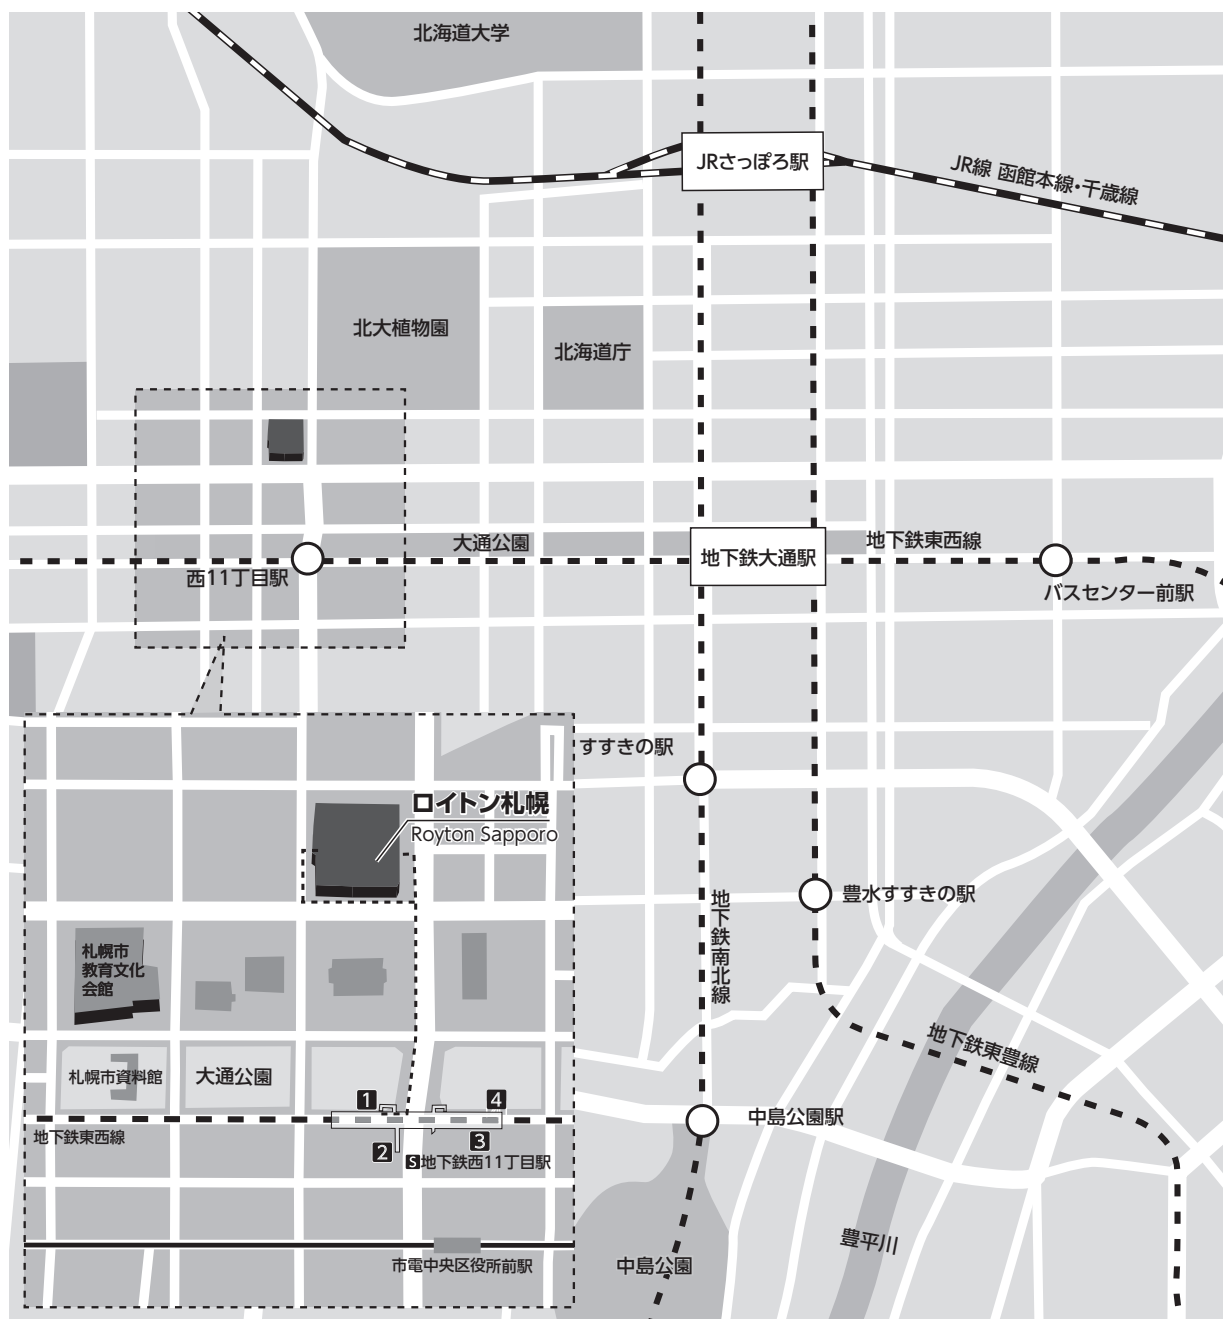 北海道大学
JRさっぽろ駅
JR線 函館本線・千歳線
北大植物園
北海道庁
大通公園
地下鉄大通駅
地下鉄東西線
西11丁目駅
バスセンター前駅
すすきの駅
ロイトン札幌
Royton Sapporo
豊水すすきの駅
地下鉄南北線
札幌市
教育文化
会館
地下鉄東豊線
札幌市資料館
大通公園
1
4
中島公園駅
地下鉄東西線
2
3
S地下鉄西11丁目駅
豊平川
市電中央区役所前駅
中島公園